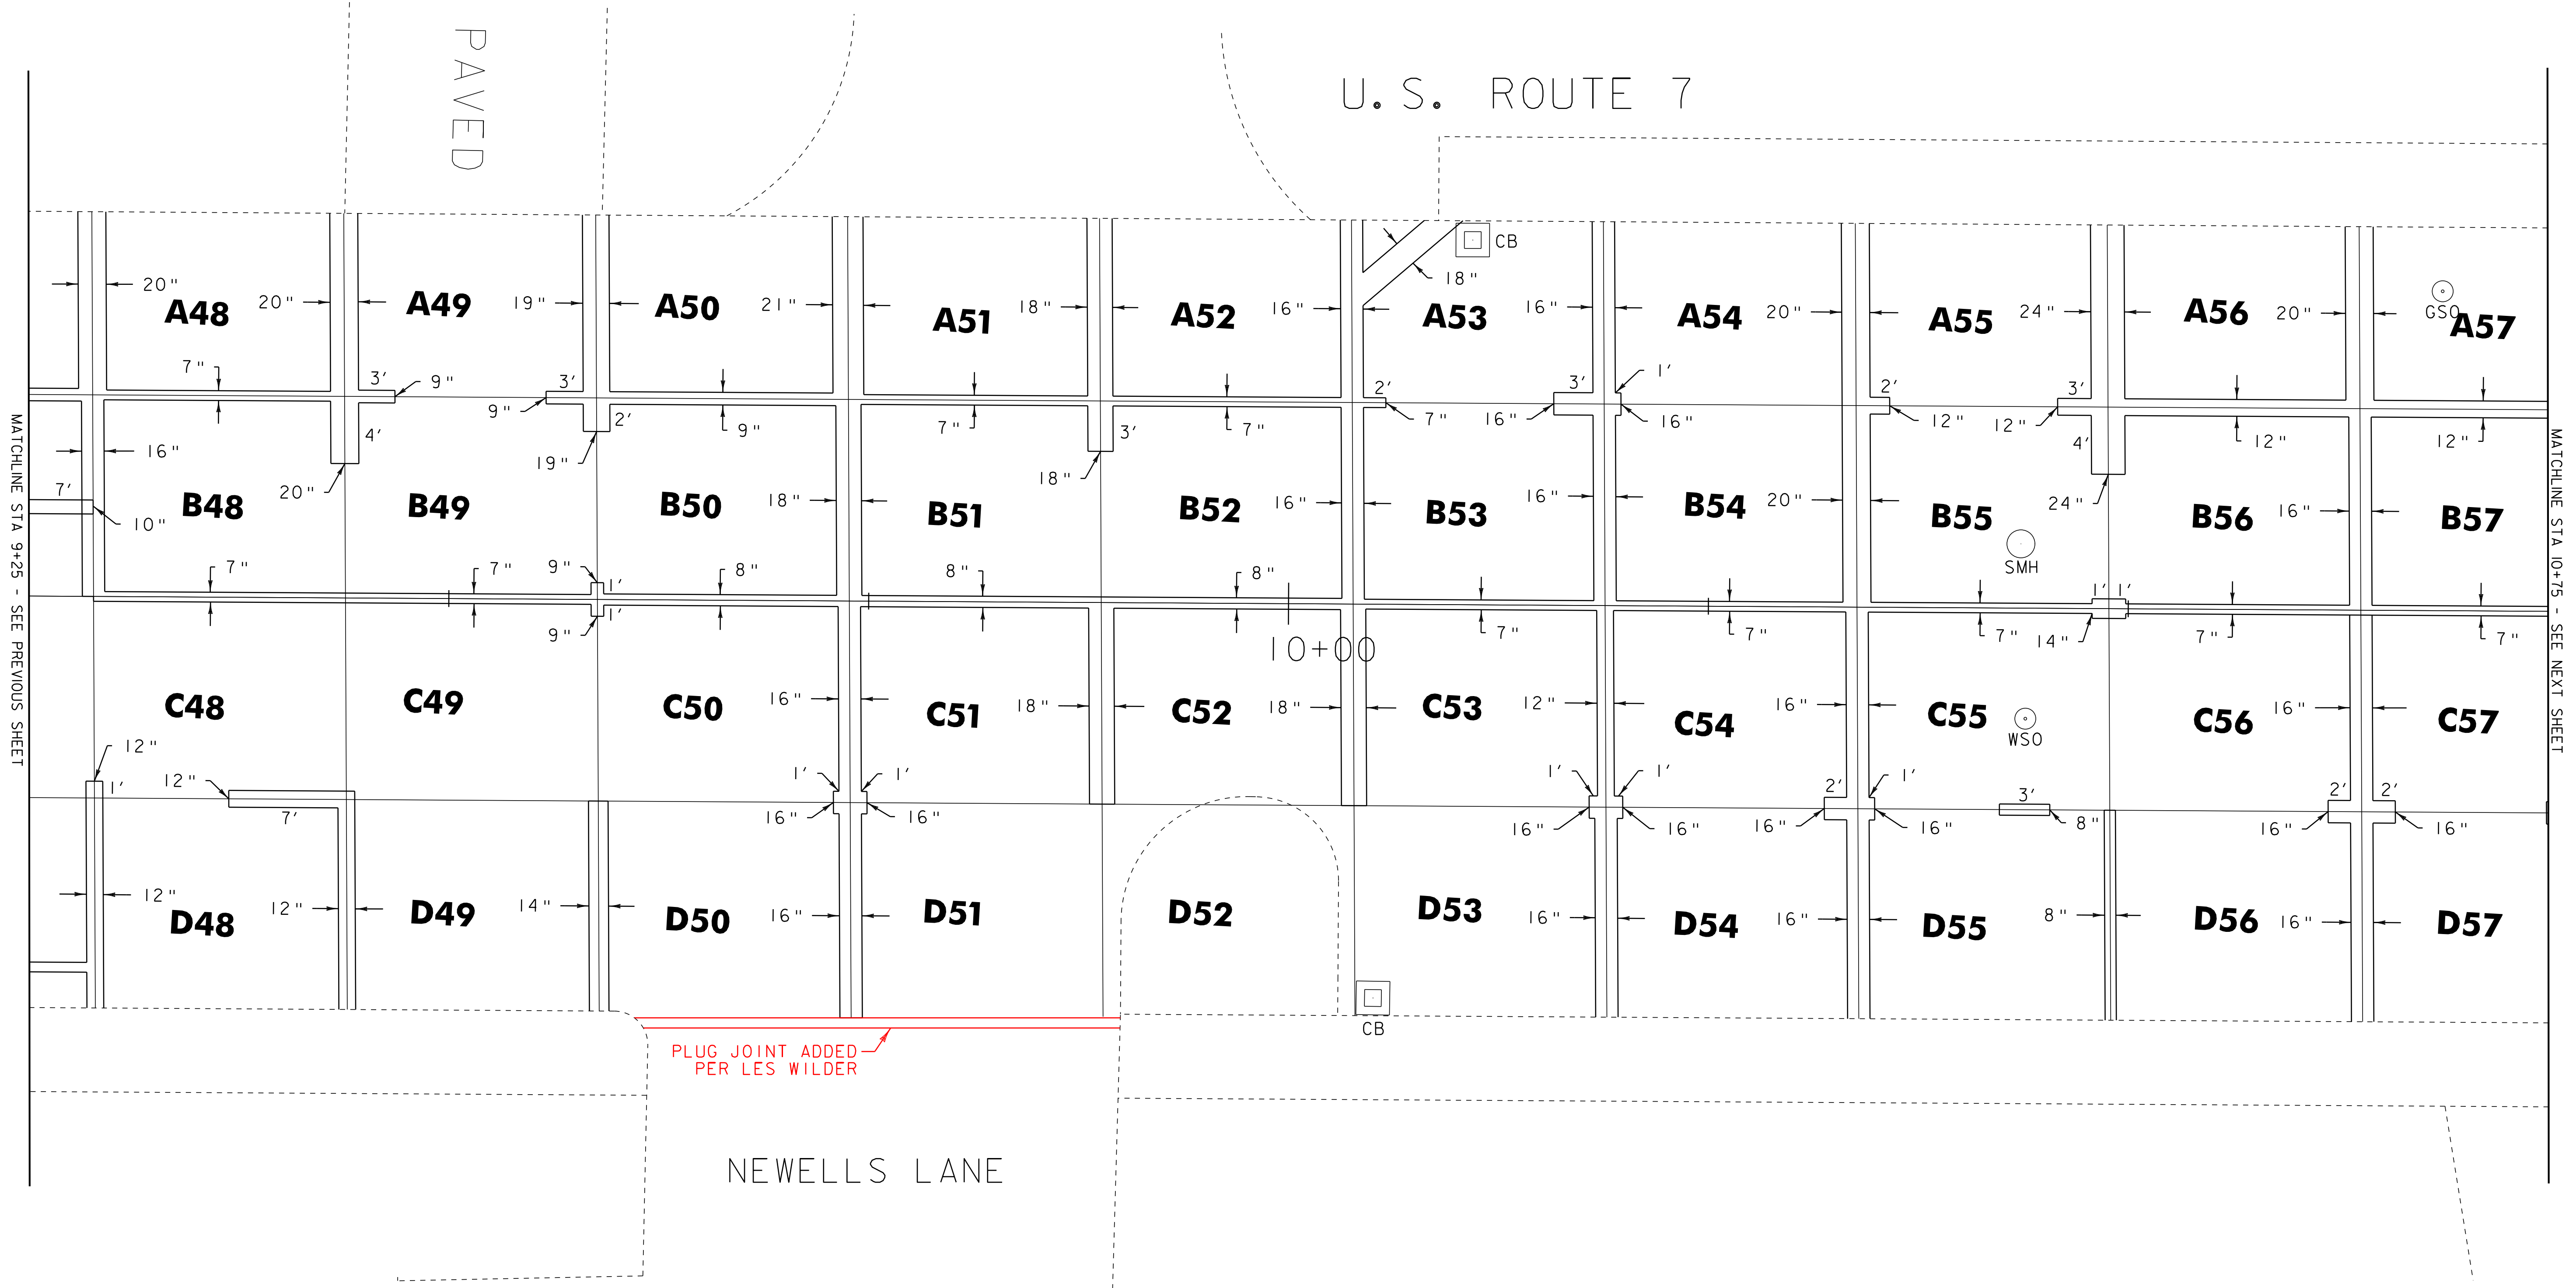 PAVED
U.S. ROUTE 7
CB
18"
20"
A48
20"
A49
19"
A50
21"
A51
18"
A52
16"
A53
16"
A54
20"
A55
24"
A56
20"
GSO
A57
7"
3'
9"
3'
9"
2'
19"
9"
7"
3'
18"
7"
2'
7"
3'
16"
1'
16"
2'
12"
3'
12"
4'
24"
12"
12"
4'
20"
16"
7'
10"
B48
B49
B50
18"
B51
B52
16"
B53
16"
B54
20"
B55
SMH
B56
16"
B57
MATCHLINE STA 9+25 - SEE PREVIOUS SHEET
MATCHLINE STA 10+75 - SEE NEXT SHEET
7"
7"
9"
1'
1'
9"
8"
8"
8"
10+00
7"
7"
7"
1' 1'
14"
7"
7"
C48
C49
C50
16"
C51
18"
C52
18"
C53
12"
C54
16"
C55
WSO
C56
16"
C57
12"
1'
12"
7'
1'
1'
16"
16"
1'
1'
16"
16"
2'
1'
16"
16"
3'
8"
2'
2'
16"
16"
12"
D48
12"
D49
14"
D50
16"
D51
D52
D53
16"
D54
16"
D55
8"
D56
16"
D57
CB
PLUG JOINT ADDED
PER LES WILDER
NEWELLS LANE